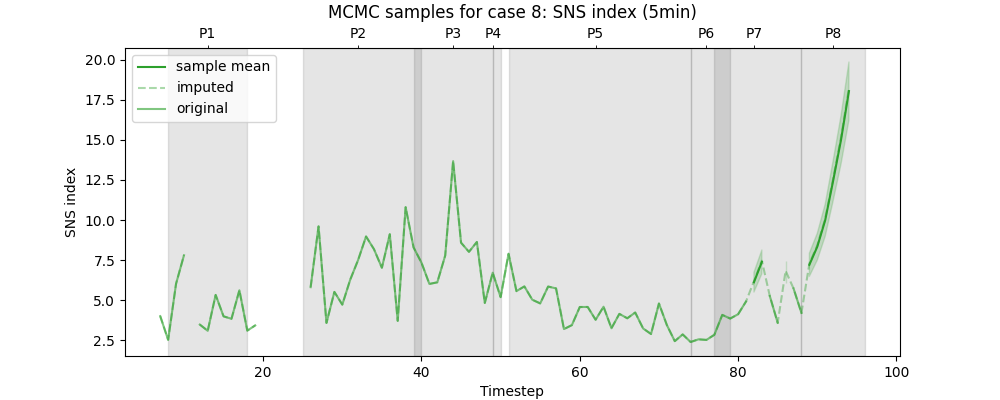 MCMC samples for case 8: SNS index (5min)
P1 P2 P3 P4 P5 P6 P7 P8
sample mean
imputed
original
20.0
17.5
15.0
12.5
10.0
7.5
5.0
2.5
SNS index
20 40 60 80 100
Timestep